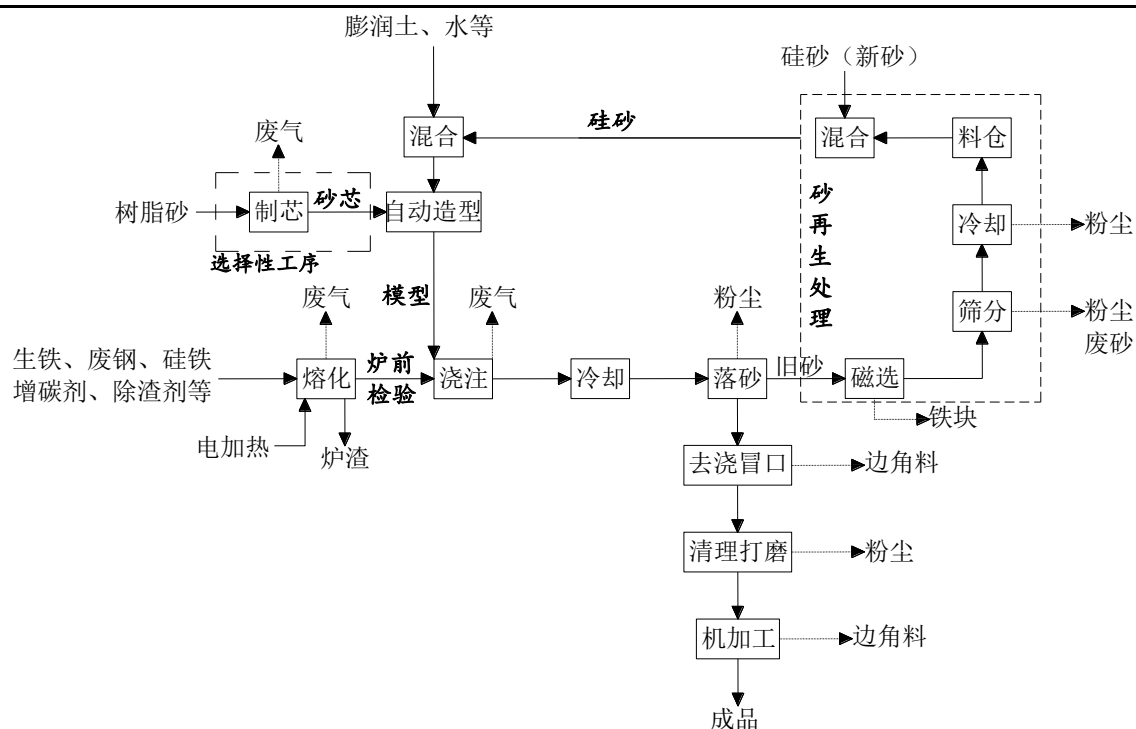 膨润土、水等
硅砂（新砂）
废气
混合
硅砂
混合
料仓
树脂砂
制芯
砂芯
自动造型
砂再生处理
冷却
粉尘
选择性工序
废气
模型
废气
粉尘
筛分
粉尘
废砂
生铁、废钢、硅铁
增碳剂、除渣剂等
熔化
炉前
检验
浇注
冷却
落砂
旧砂
磁选
铁块
电加热
炉渣
去浇冒口
边角料
清理打磨
粉尘
机加工
边角料
成品